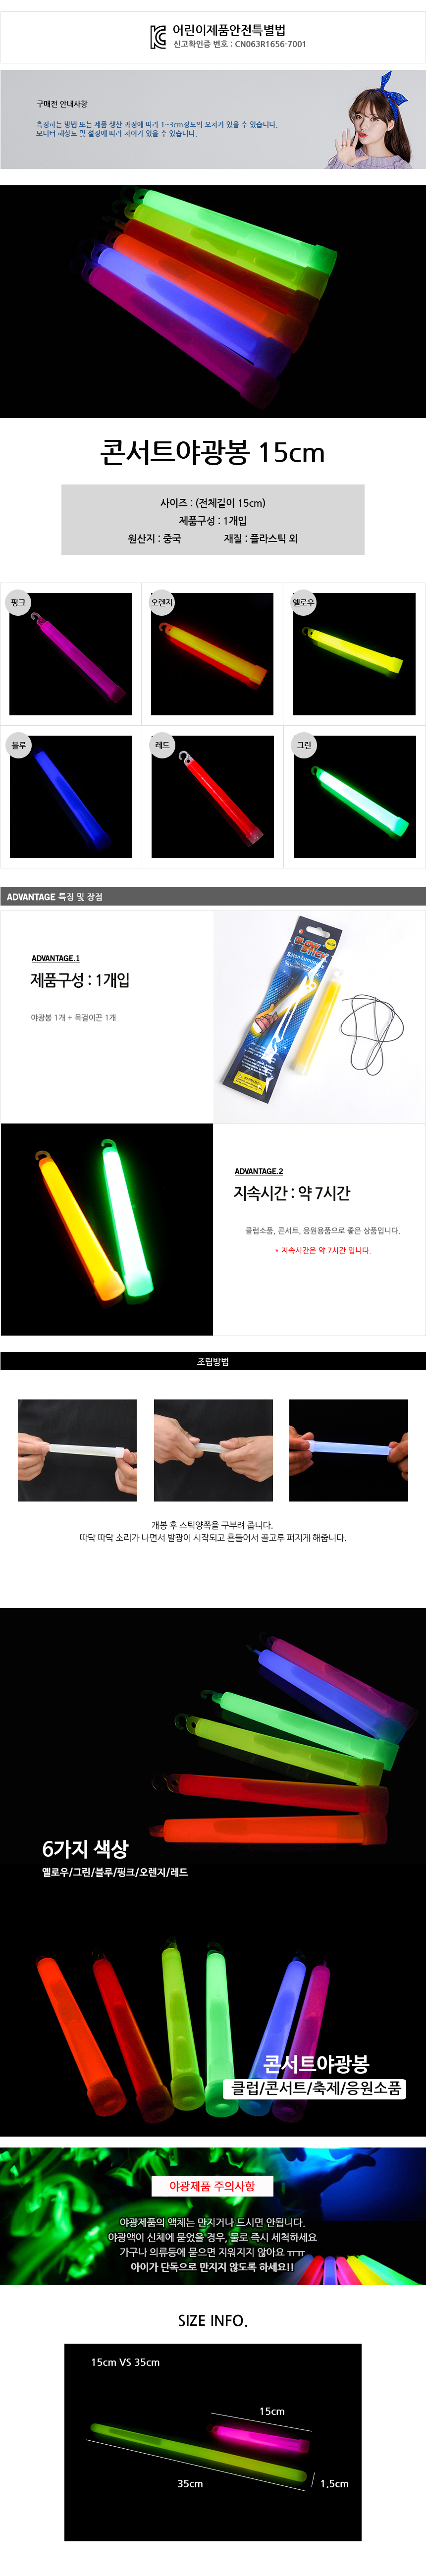 어린이제품안전특별법
신고확인증 번호 : CN063R1656-7001
구매전 안내사항
측정하는 방법 또는 제품 생산 과정에 따라 1~3cm정도의 오차가 있을 수 있습니다.
모니터 해상도 및 설정에 따라 차이가 있을 수 있습니다.
콘서트야광봉 15cm
사이즈 : (전체길이 15cm)
제품구성 : 1개입
원산지 : 중국 재질 : 플라스틱 외
핑크
오렌지
옐로우
블루
레드
그린
ADVANTAGE 특징 및 장점
ADVANTAGE.1
제품구성 : 1개입
야광봉 1개 + 목걸이끈 1개
ADVANTAGE.2
지속시간 : 약 7시간
클럽소품, 콘서트, 응원용품으로 좋은 상품입니다.
* 지속시간은 약 7시간 입니다.
조립방법
개봉 후 스틱양쪽을 구부려 줍니다.
따닥 따닥 소리가 나면서 발광이 시작되고 흔들어서 골고루 퍼지게 해줍니다.
6가지 색상
옐로우/그린/블루/핑크/오렌지/레드
콘서트야광봉
클럽/콘서트/축제/응원소품
야광제품 주의사항
야광제품의 액체는 만지거나 드시면 안됩니다.
야광액이 신체에 묻었을 경우, 물로 즉시 세척하세요
가구나 의류등에 묻으면 지워지지 않아요 ㅠㅠ
아이가 단독으로 만지지 않도록 하세요!!
SIZE INFO.
15cm VS 35cm
15cm
35cm
1.5cm